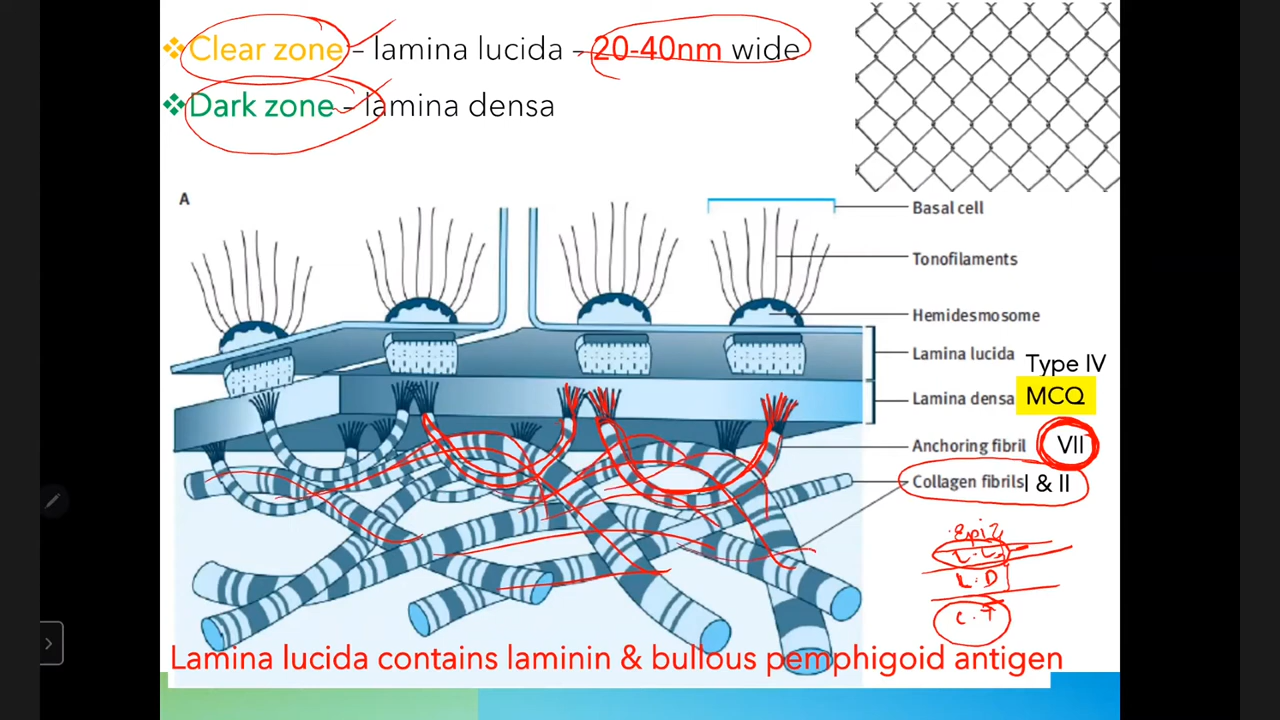 ❖Clear zone – lamina lucida – 20-40nm wide
❖Dark zone – lamina densa
A
Basal cell
Tonofilaments
Hemidesmosome
Lamina lucida
Type IV
Lamina densa MCQ
Anchoring fibril VII
Collagen fibrils I & II
Epi
L.L
L.D
C.T
Lamina lucida contains laminin & bullous pemphigoid antigen